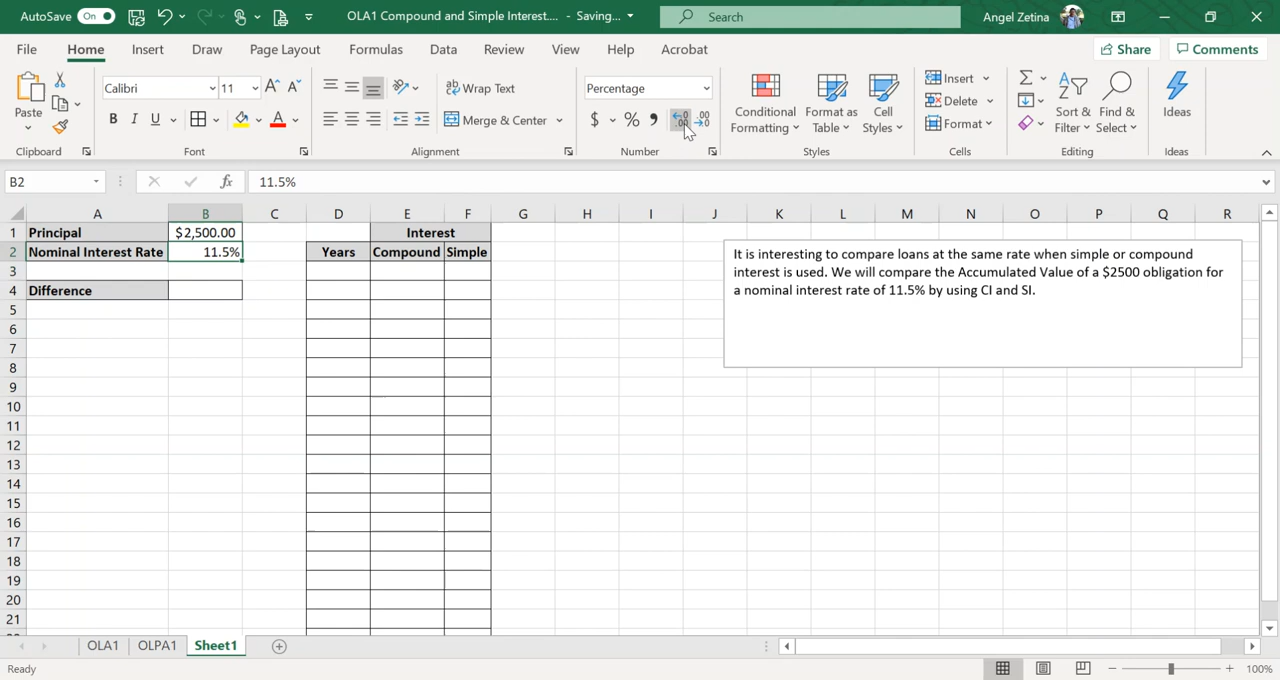 AutoSave On OLA1 Compound and Simple Interest.... - Saving... Search Angel Zetina
File Home Insert Draw Page Layout Formulas Data Review View Help Acrobat Share Comments
Paste
Calibri 11
Wrap Text
Merge & Center
Percentage
Conditional Formatting
Format as Table
Cell Styles
Insert
Delete
Format
Sort & Filter
Find & Select
Ideas
Clipboard Font Alignment Number Styles Cells Editing Ideas
B2 fx 11.5%
A B C D E F G H I J K L M N O P Q R
1 Principal $2,500.00 Interest
2 Nominal Interest Rate 11.5% Years Compound Simple
3
4 Difference
5
6
7
8
9
10
11
12
13
14
15
16
17
18
19
20
21
It is interesting to compare loans at the same rate when simple or compound
interest is used. We will compare the Accumulated Value of a $2500 obligation for
a nominal interest rate of 11.5% by using CI and SI.
OLA1 OLPA1 Sheet1
Ready 100%